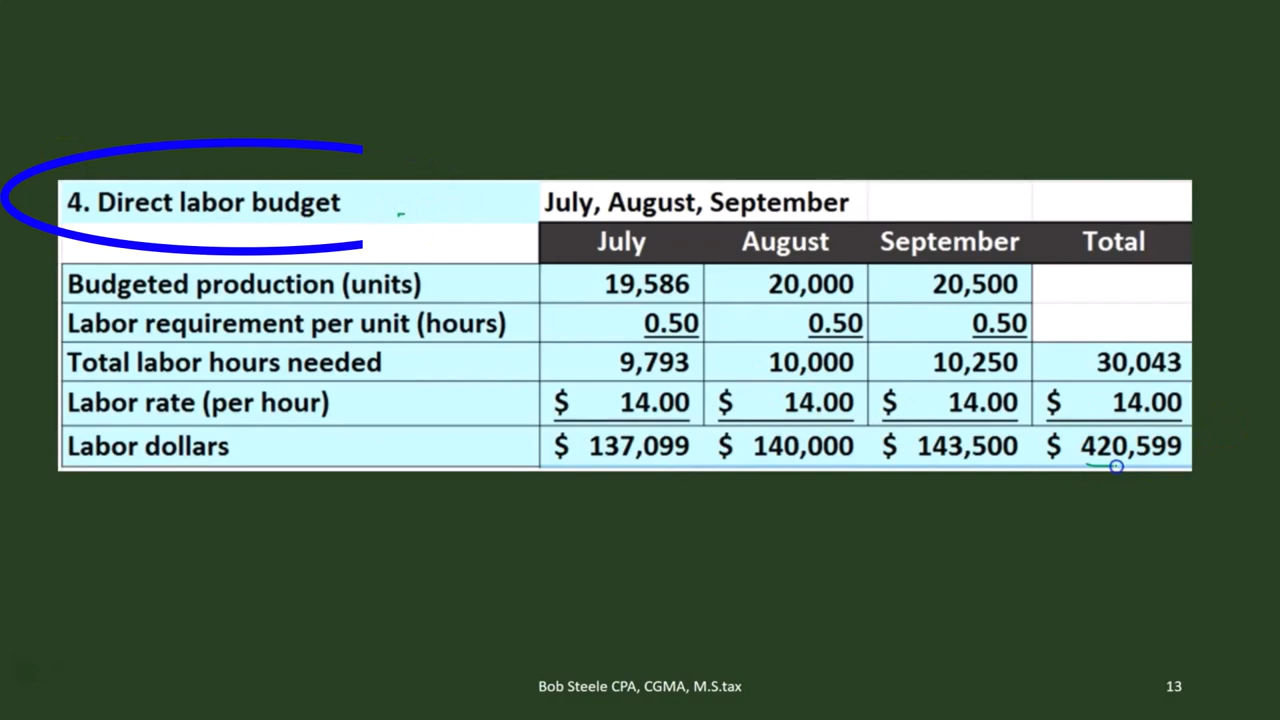 4. Direct labor budget July, August, September
July August September Total
Budgeted production (units) 19,586 20,000 20,500
Labor requirement per unit (hours) 0.50 0.50 0.50
Total labor hours needed 9,793 10,000 10,250 30,043
Labor rate (per hour) $ 14.00 $ 14.00 $ 14.00 $ 14.00
Labor dollars $ 137,099 $ 140,000 $ 143,500 $ 420,599
Bob Steele CPA, CGMA, M.S.tax 13